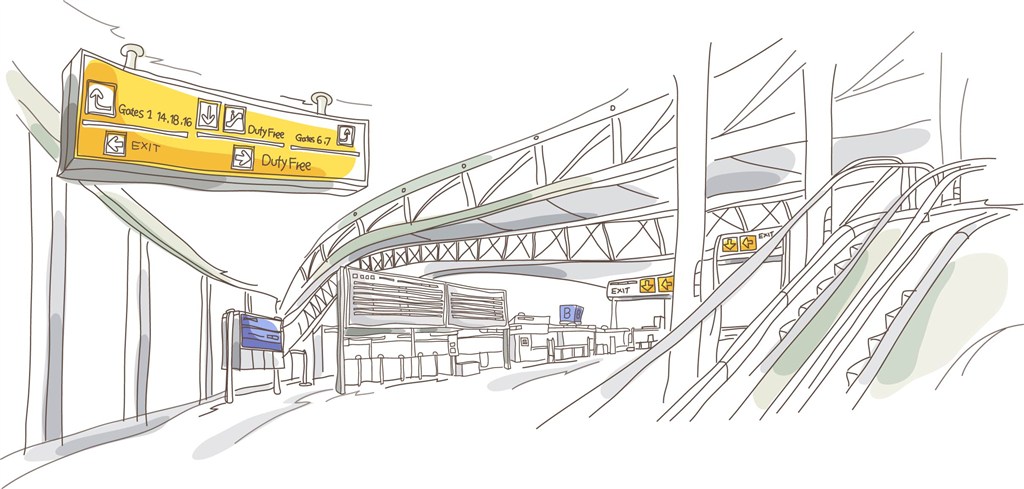 Gates 1 14.18.16
Duty Free
Gates 6.7
EXIT
Duty Free
EXIT
EXIT
B